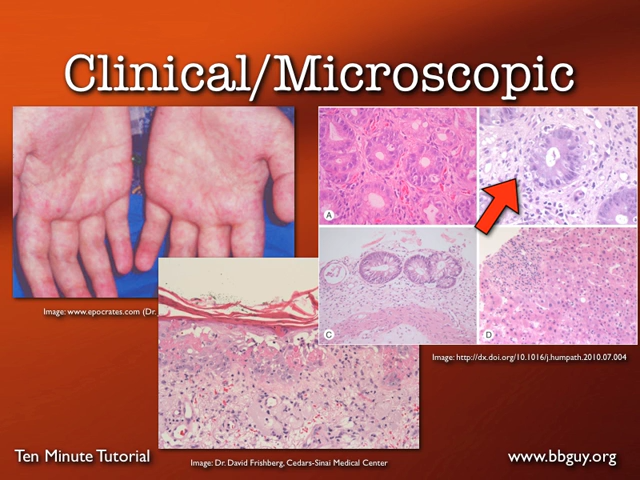 Clinical/Microscopic
A
C
D
Image: www.epocrates.com (Dr.
Image: http://dx.doi.org/10.1016/j.humpath.2010.07.004
Ten Minute Tutorial
Image: Dr. David Frishberg, Cedars-Sinai Medical Center
www.bbguy.org